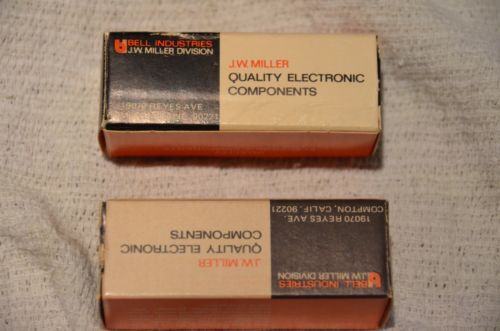 BELL INDUSTRIES
J.W. MILLER DIVISION
J.W. MILLER
QUALITY ELECTRONIC
COMPONENTS
19070 REYES AVE.
90221
19070 REYES AVE.
COMPTON, CALIF. 90221
J.W. MILLER
QUALITY ELECTRONIC
COMPONENTS
BELL INDUSTRIES
J.W. MILLER DIVISION